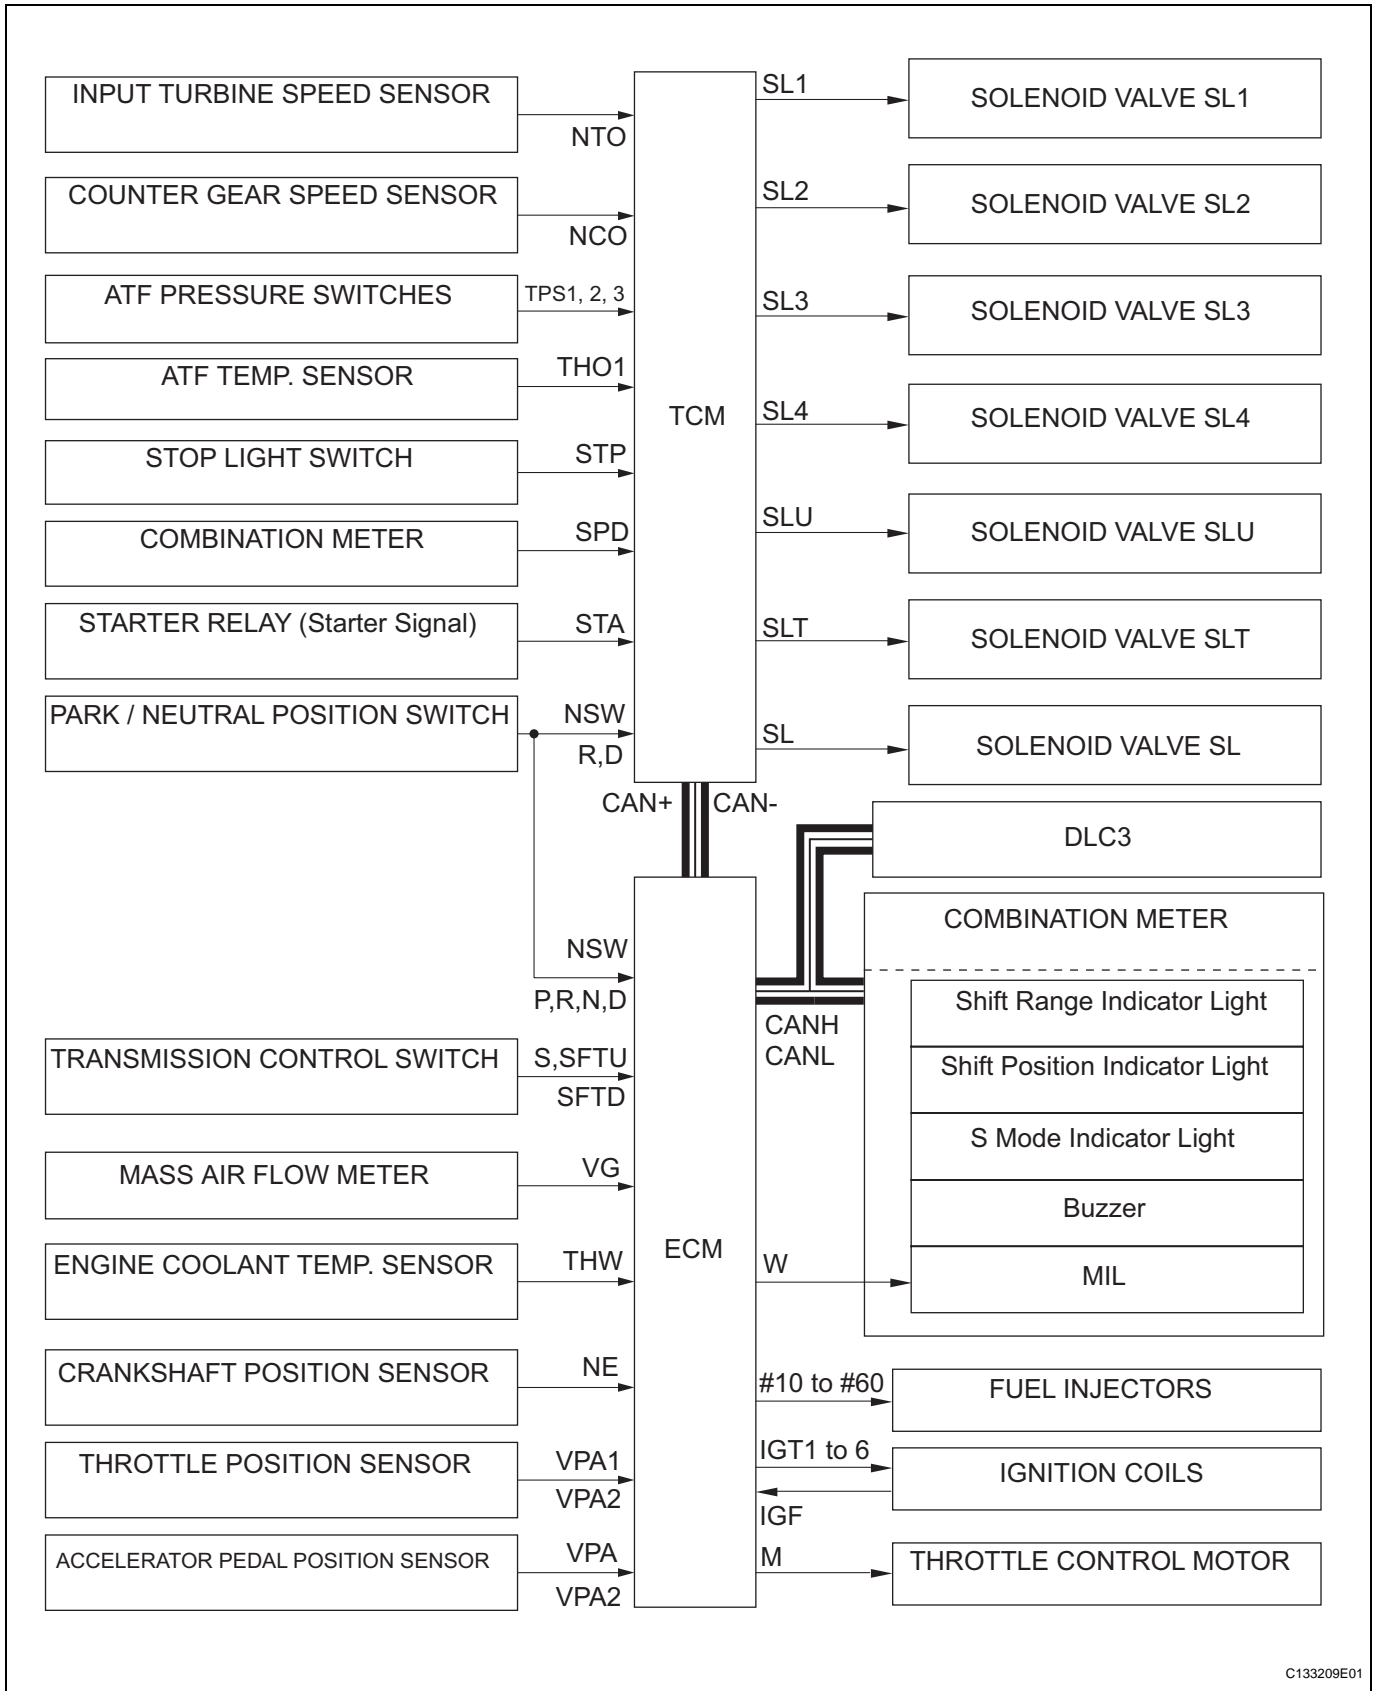 INPUT TURBINE SPEED SENSOR
NTO
COUNTER GEAR SPEED SENSOR
NCO
ATF PRESSURE SWITCHES
TPS1, 2, 3
ATF TEMP. SENSOR
THO1
STOP LIGHT SWITCH
STP
COMBINATION METER
SPD
STARTER RELAY (Starter Signal)
STA
PARK / NEUTRAL POSITION SWITCH
NSW
R,D
TCM
SL1
SOLENOID VALVE SL1
SL2
SOLENOID VALVE SL2
SL3
SOLENOID VALVE SL3
SL4
SOLENOID VALVE SL4
SLU
SOLENOID VALVE SLU
SLT
SOLENOID VALVE SLT
SL
SOLENOID VALVE SL
CAN+
CAN-
DLC3
COMBINATION METER
Shift Range Indicator Light
Shift Position Indicator Light
S Mode Indicator Light
Buzzer
MIL
NSW
P,R,N,D
CANH
CANL
TRANSMISSION CONTROL SWITCH
S,SFTU
SFTD
MASS AIR FLOW METER
VG
ENGINE COOLANT TEMP. SENSOR
THW
ECM
W
CRANKSHAFT POSITION SENSOR
NE
#10 to #60
FUEL INJECTORS
THROTTLE POSITION SENSOR
VPA1
VPA2
IGT1 to 6
IGF
IGNITION COILS
ACCELERATOR PEDAL POSITION SENSOR
VPA
VPA2
M
THROTTLE CONTROL MOTOR
C133209E01